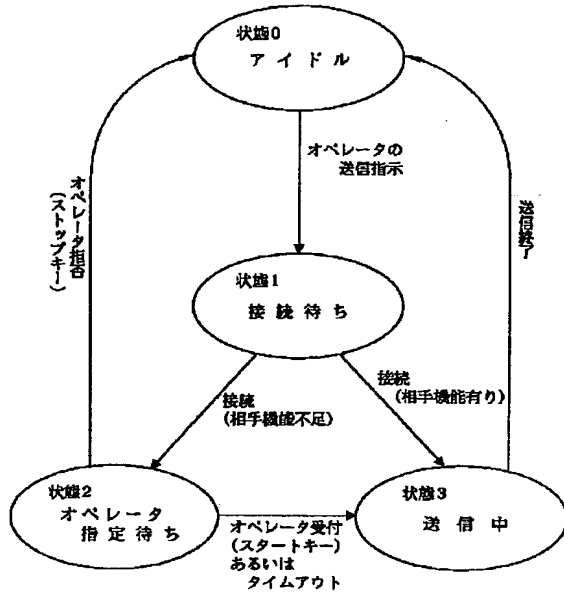 状態0
アイドル
オペレータの
送信指示
オペレータ拒否
(ストップキー)
送信終了
状態1
接続待ち
接続
(相手機能不足)
接続
(相手機能有り)
状態2
オペレータ
指定待ち
オペレータ受付
(スタートキー)
あるいは
タイムアウト
状態3
送信中